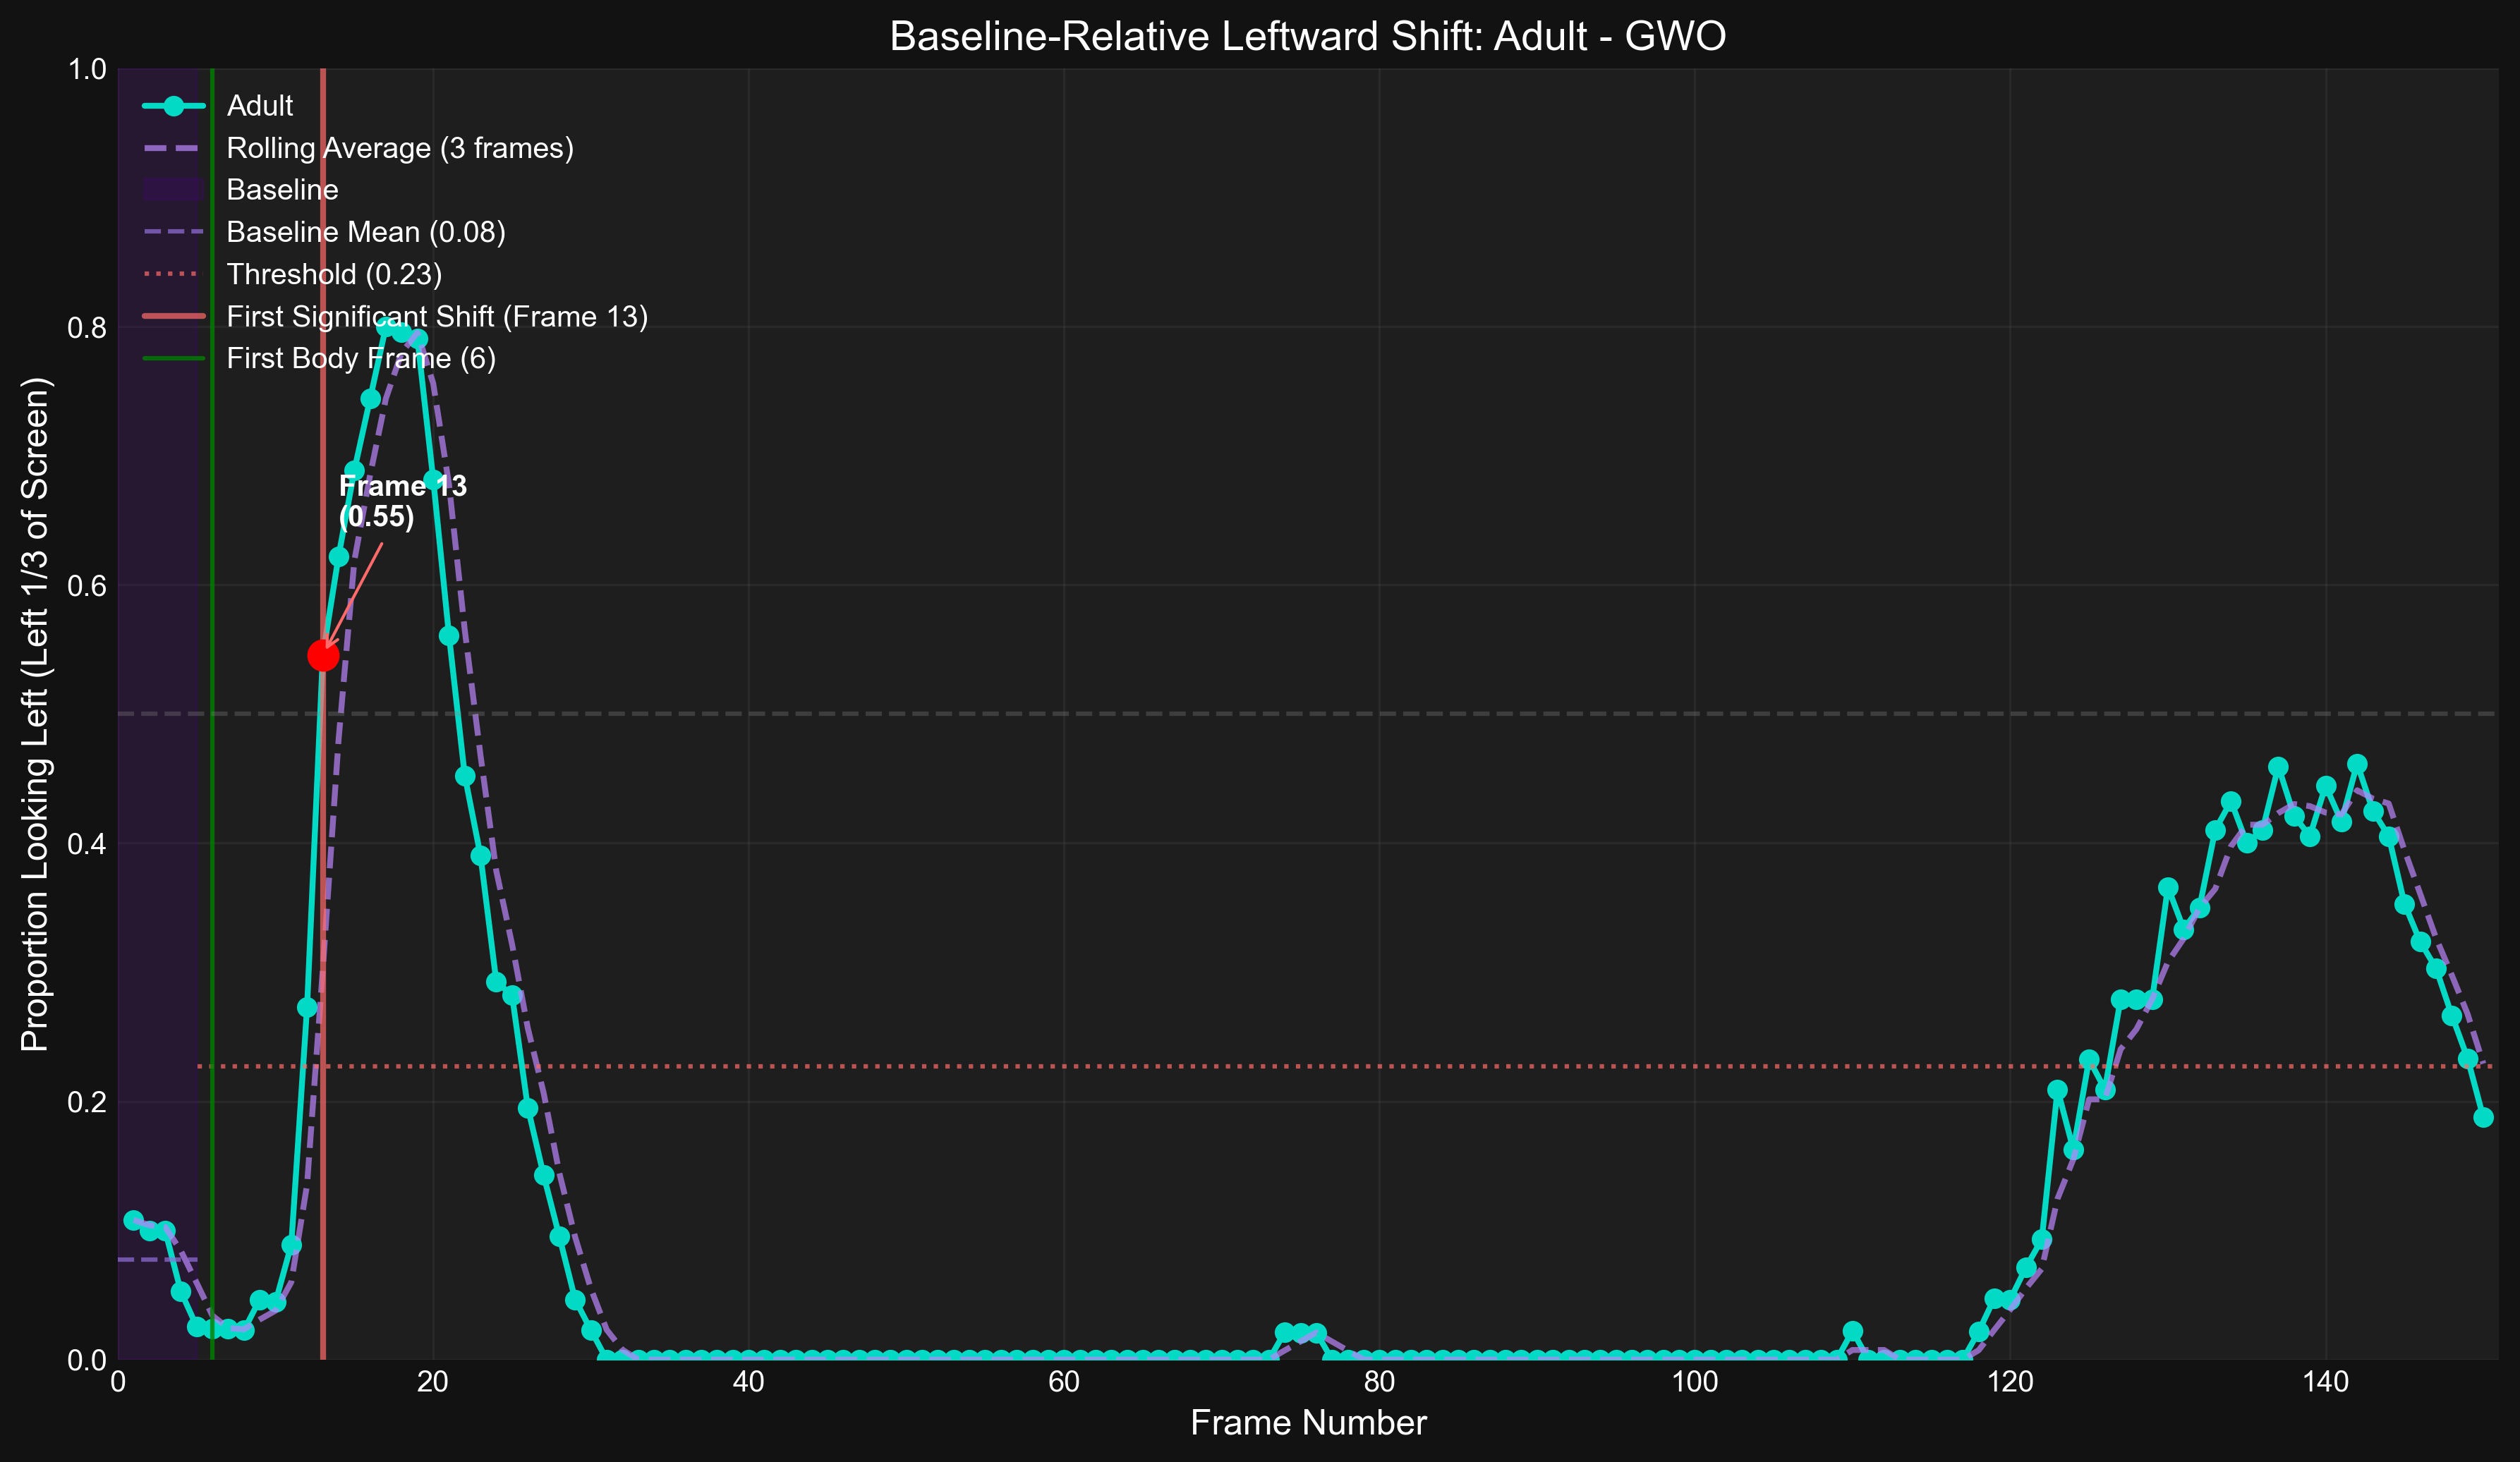 Baseline-Relative Leftward Shift: Adult - GWO
Proportion Looking Left (Left 1/3 of Screen)
1.0
0.8
0.6
0.4
0.2
0.0
Adult
Rolling Average (3 frames)
Baseline
Baseline Mean (0.08)
Threshold (0.23)
First Significant Shift (Frame 13)
First Body Frame (6)
Frame 13
(0.55)
0 20 40 60 80 100 120 140
Frame Number